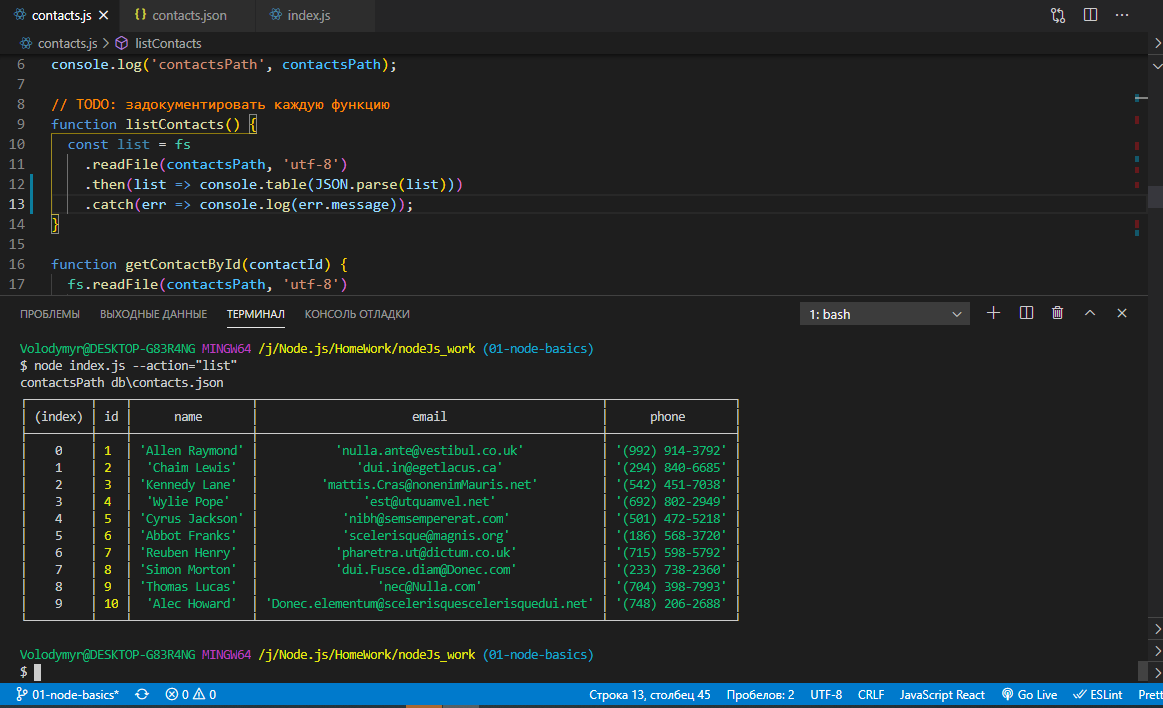 contacts.js
{} contacts.json
index.js
contacts.js > listContacts
6 console.log('contactsPath', contactsPath);
7
8 // TODO: задокументировать каждую функцию
9 function listContacts() {
10 const list = fs
11 .readFile(contactsPath, 'utf-8')
12 .then(list => console.table(JSON.parse(list)))
13 .catch(err => console.log(err.message));
14 }
15
16 function getContactById(contactId) {
17 fs.readFile(contactsPath, 'utf-8')
ПРОБЛЕМЫ ВЫХОДНЫЕ ДАННЫЕ ТЕРМИНАЛ КОНСОЛЬ ОТЛАДКИ 1: bash
Volodymyr@DESKTOP-G83R4NG MINGW64 /j/Node.js/HomeWork/nodeJs_work (01-node-basics)
$ node index.js --action="list"
contactsPath db\contacts.json
(index) id name email phone
0 1 'Allen Raymond' 'nulla.ante@vestibul.co.uk' '(992) 914-3792'
1 2 'Chaim Lewis' 'dui.in@egetlacus.ca' '(294) 840-6685'
2 3 'Kennedy Lane' 'mattis.Cras@nonenimMauris.net' '(542) 451-7038'
3 4 'Wylie Pope' 'est@utquamvel.net' '(692) 802-2949'
4 5 'Cyrus Jackson' 'nibh@semsempererat.com' '(501) 472-5218'
5 6 'Abbot Franks' 'scelerisque@magnis.org' '(186) 568-3720'
6 7 'Reuben Henry' 'pharetra.ut@dictum.co.uk' '(715) 598-5792'
7 8 'Simon Morton' 'dui.Fusce.diam@Donec.com' '(233) 738-2360'
8 9 'Thomas Lucas' 'nec@Nulla.com' '(704) 398-7993'
9 10 'Alec Howard' 'Donec.elementum@scelerisquescelerisquedui.net' '(748) 206-2688'
Volodymyr@DESKTOP-G83R4NG MINGW64 /j/Node.js/HomeWork/nodeJs_work (01-node-basics)
$
01-node-basics* 0 0 Строка 13, столбец 45 Пробелов: 2 UTF-8 CRLF JavaScript React Go Live ESLint Prett